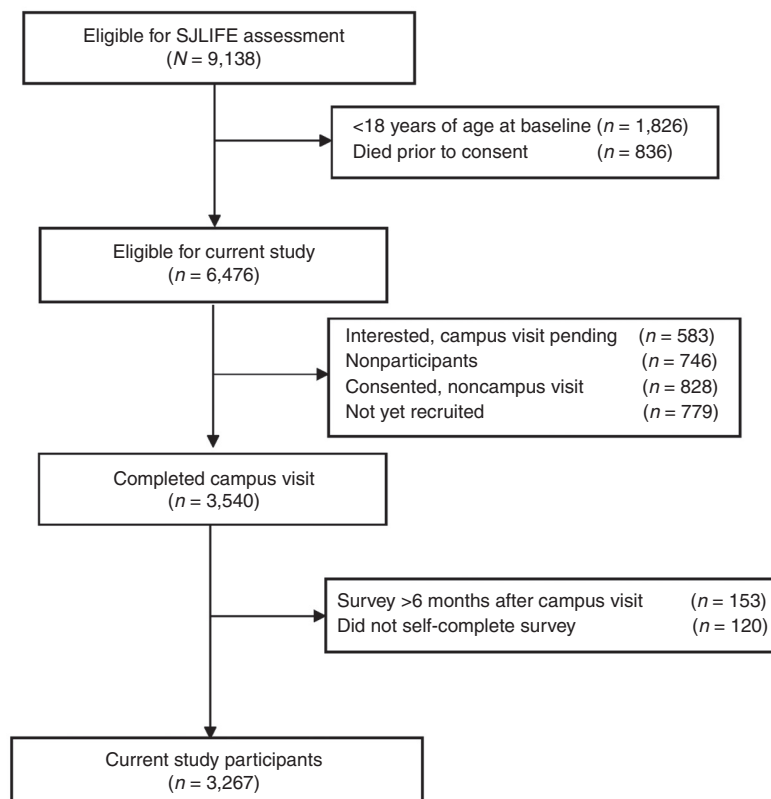 Eligible for SJLIFE assessment
(N = 9,138)
<18 years of age at baseline (n = 1,826)
Died prior to consent (n = 836)
Eligible for current study
(n = 6,476)
Interested, campus visit pending (n = 583)
Nonparticipants (n = 746)
Consented, noncampus visit (n = 828)
Not yet recruited (n = 779)
Completed campus visit
(n = 3,540)
Survey >6 months after campus visit (n = 153)
Did not self-complete survey (n = 120)
Current study participants
(n = 3,267)